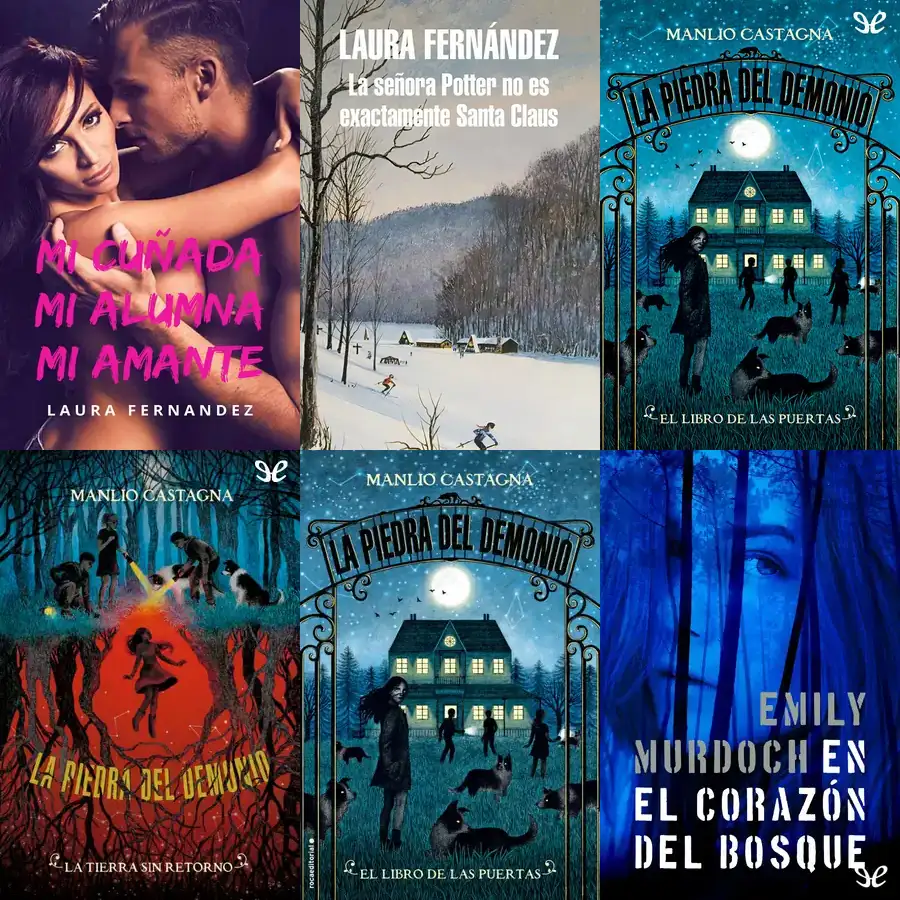 MI CUÑADA
MI ALUMNA
MI AMANTE
LAURA FERNANDEZ
LAURA FERNÁNDEZ
La señora Potter no es
exactamente Santa Claus
MANLIO CASTAGNA
LA PIEDRA DEL DEMONIO
EL LIBRO DE LAS PUERTAS
MANLIO CASTAGNA
LA PIEDRA DEL DEMONIO
LA TIERRA SIN RETORNO
MANLIO CASTAGNA
LA PIEDRA DEL DEMONIO
rocaeditorial
EL LIBRO DE LAS PUERTAS
EMILY
MURDOCH EN
EL CORAZÓN
DEL BOSQUE